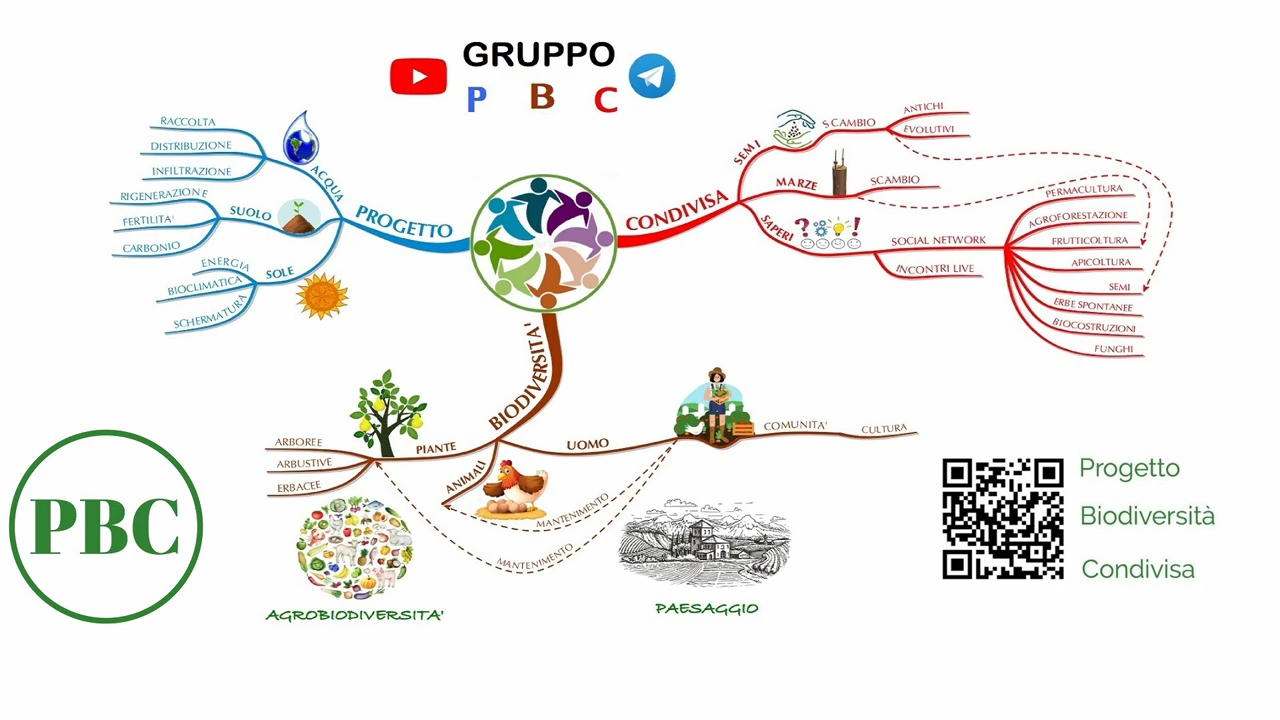 GRUPPO
P B C
RACCOLTA
DISTRIBUZIONE
INFILTRAZIONE
ACQUA
RIGENERAZIONE
FERTILITA'
CARBONIO
SUOLO
ENERGIA
BIOCLIMATICA
SCHERMATURA
SOLE
PROGETTO
CONDIVISA
SEMI
SCAMBIO
ANTICHI
EVOLUTIVI
MARZE
SCAMBIO
SAPERI
? !
SOCIAL NETWORK
INCONTRI LIVE
PERMACULTURA
AGROFORESTAZIONE
FRUTTICOLTURA
APICOLTURA
SEMI
ERBE SPONTANEE
BIOCOSTRUZIONI
FUNGHI
BIODIVERSITA'
PIANTE
ARBOREE
ARBUSTIVE
ERBACEE
ANIMALI
UOMO
COMUNITA'
CULTURA
MANTENIMENTO
MANTENIMENTO
AGROBIODIVERSITA'
PAESAGGIO
PBC
Progetto
Biodiversità
Condivisa